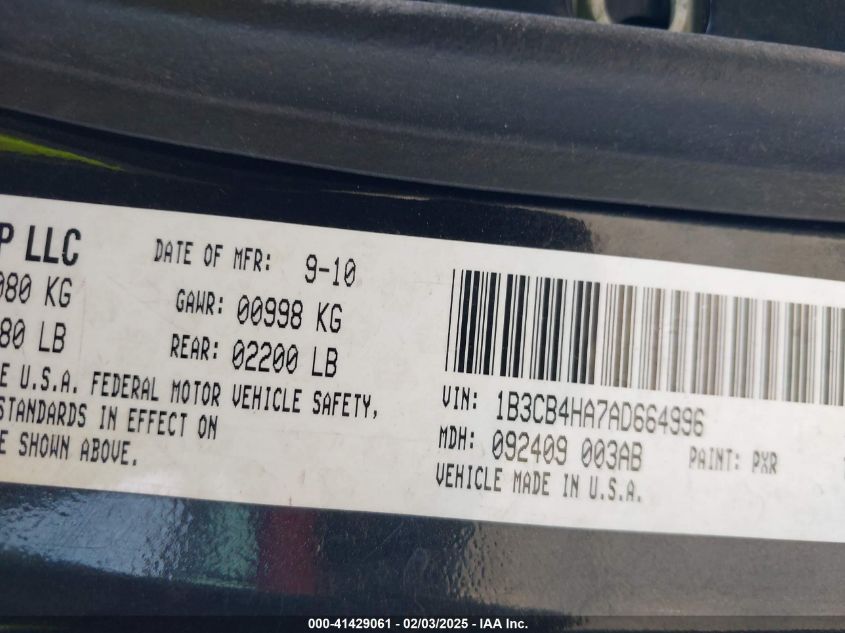 P LLC
DATE OF MFR: 9-10
080 KG
GAWR: 00998 KG
80 LB
REAR: 02200 LB
E U.S.A. FEDERAL MOTOR VEHICLE SAFETY,
STANDARDS IN EFFECT ON
E SHOWN ABOVE.
VIN: 1B3CB4HA7AD664996
MDH: 092409 003AB PAINT: PXR
VEHICLE MADE IN U.S.A.
000-41429061 - 02/03/2025 - IAA Inc.